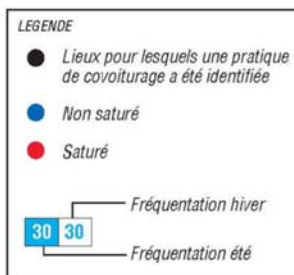 LEGENDE
Lieux pour lesquels une pratique
de covoiturage a été identifiée
Non saturé
Saturé
Fréquentation hiver
30 30
Fréquentation été